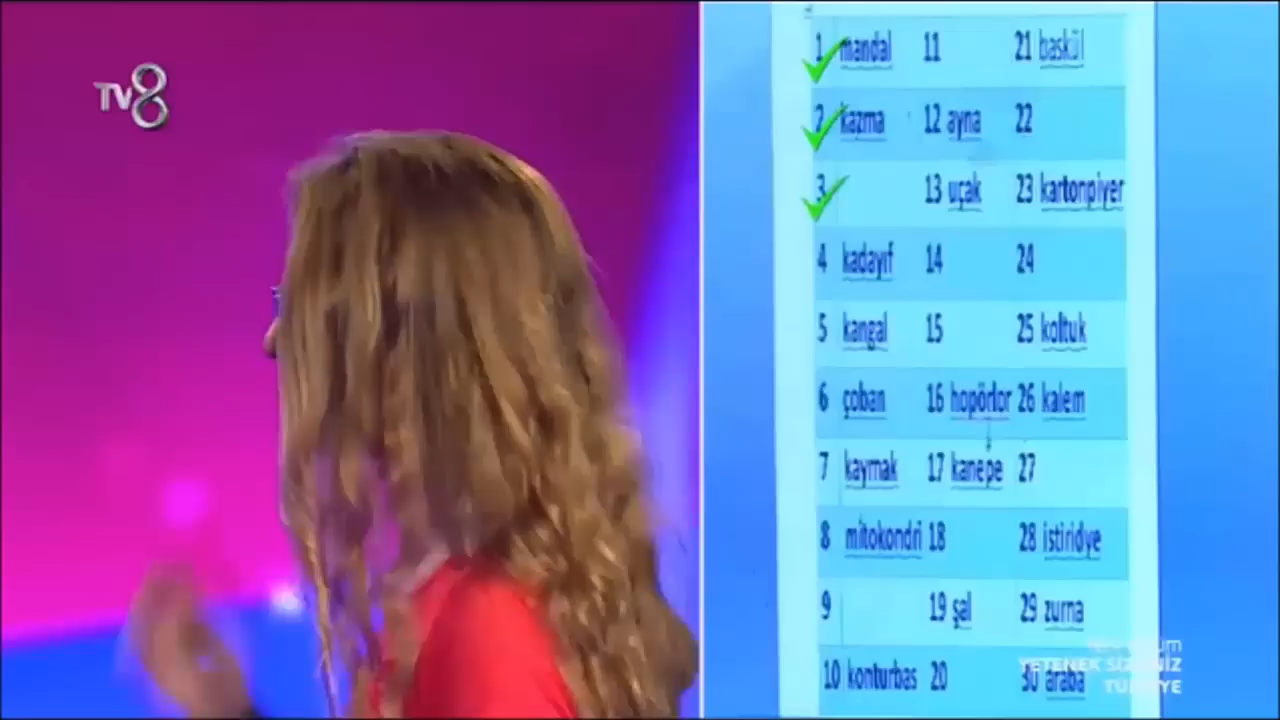 TV8
1 mandal 11 21 baskül
2 kazma 12 ayna 22
3 13 uçak 23 kartonpiyer
4 kadayıf 14 24
5 kangal 15 25 koltuk
6 çoban 16 hopörlor 26 kalem
7 kaymak 17 kanepe 27
8 mitokondri 18 28 istiridye
9 19 şal 29 zurna
10 konturbas 20 30 araba
YETENEK SİZSİNİZ
TÜRKİYE